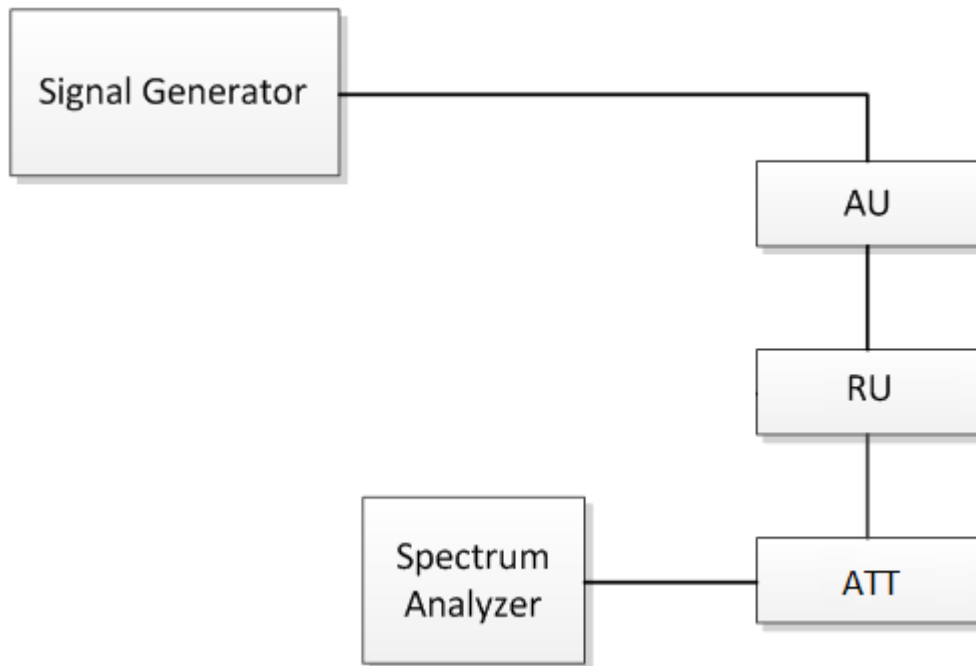 Signal Generator
AU
RU
ATT
Spectrum
Analyzer